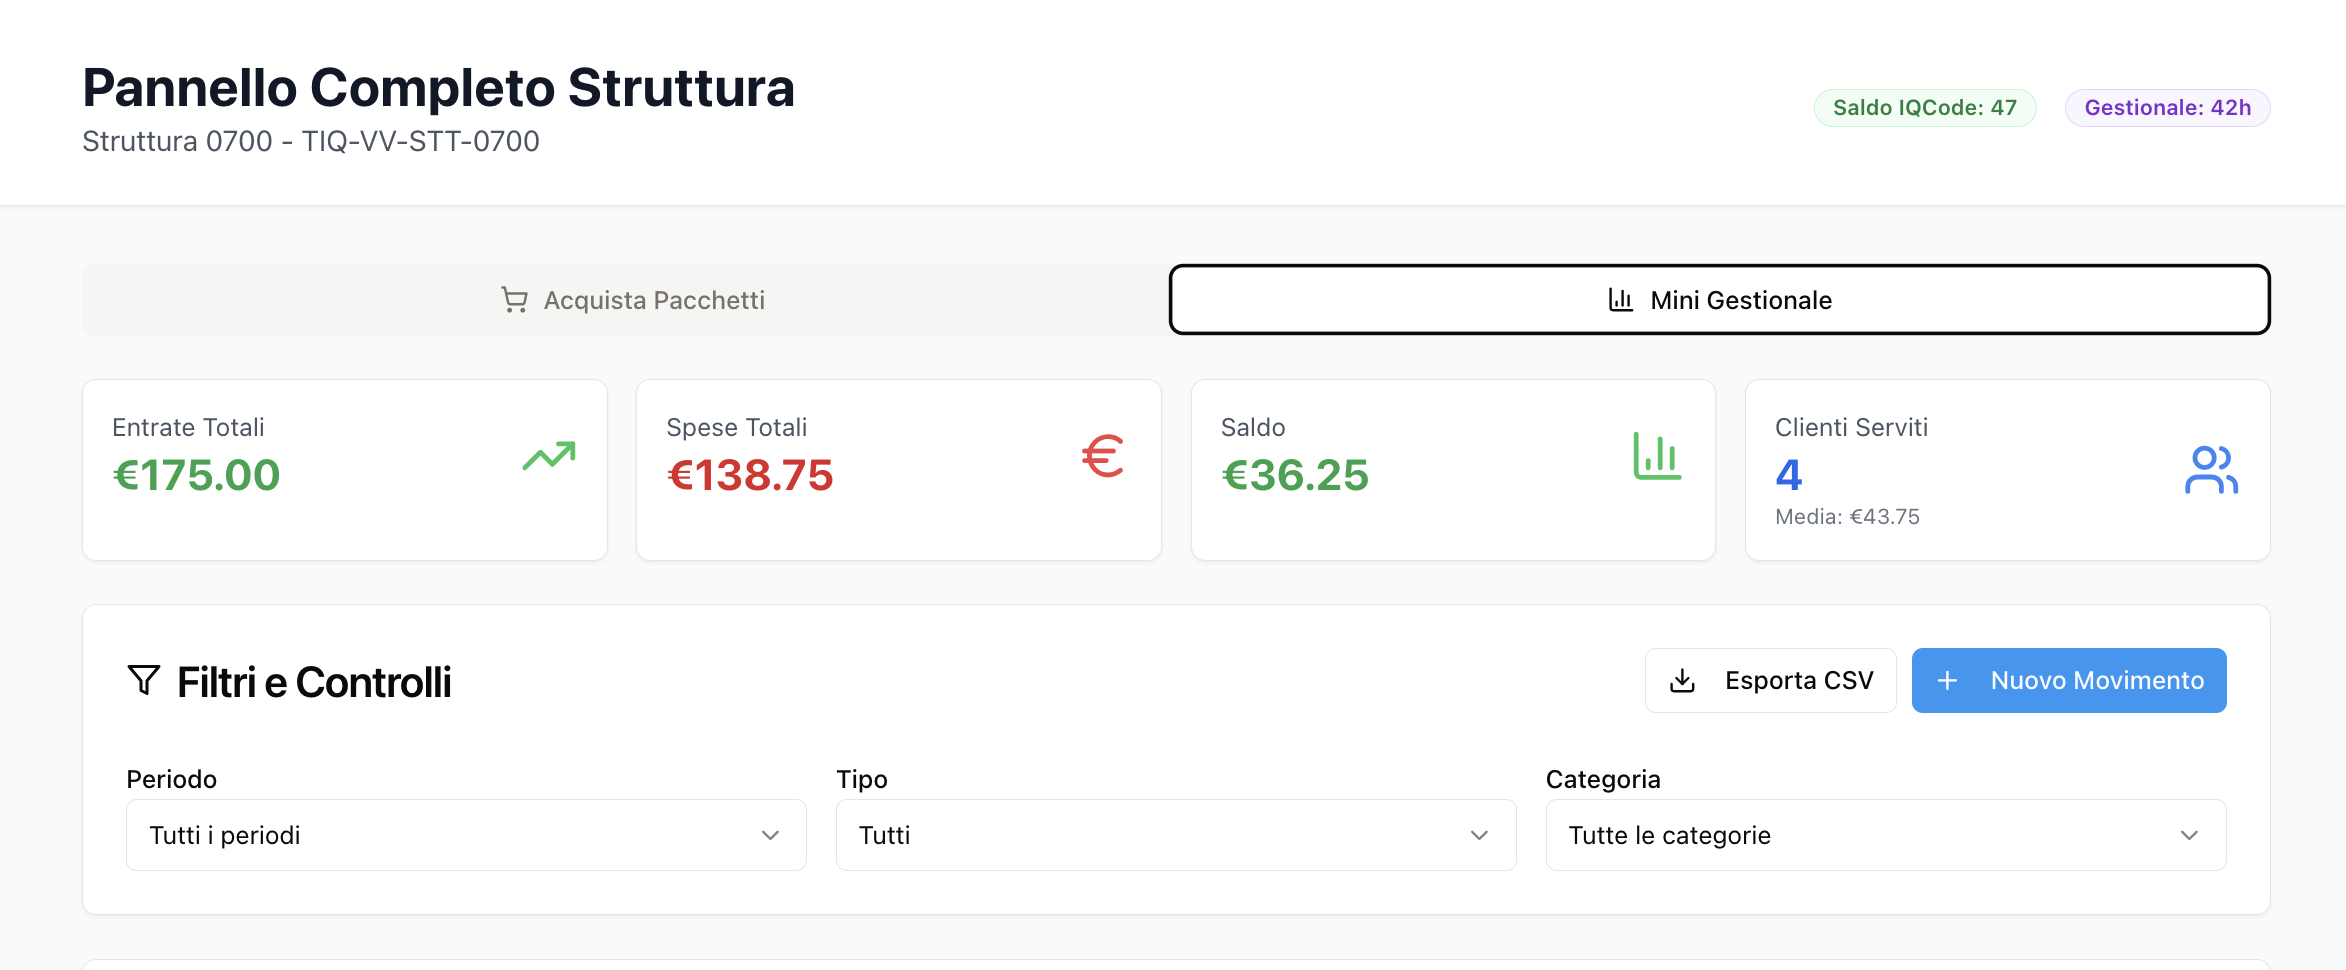 Pannello Completo Struttura
Struttura 0700 - TIQ-VV-STT-0700
Saldo IQCode: 47
Gestionale: 42h
Acquista Pacchetti
Mini Gestionale
Entrate Totali
€175.00
Spese Totali
€138.75
Saldo
€36.25
Clienti Serviti
4
Media: €43.75
Filtri e Controlli
Esporta CSV
Nuovo Movimento
Periodo
Tutti i periodi
Tipo
Tutti
Categoria
Tutte le categorie